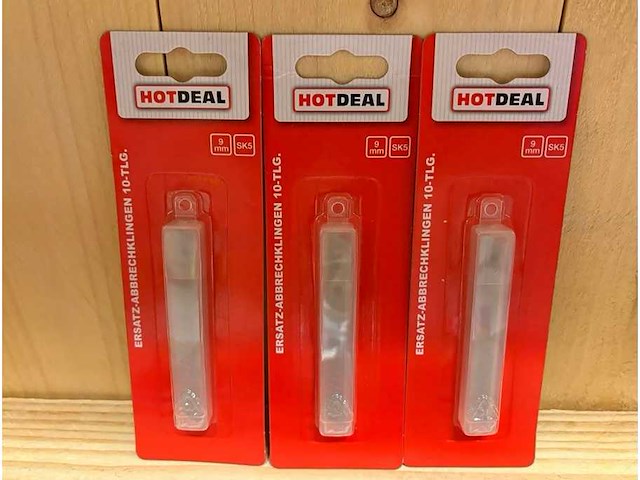 HOTDEAL
9 mm
SK5
ERSATZ-ABBRECHKLINGEN 10-TLG.
HOTDEAL
9 mm
SK5
ERSATZ-ABBRECHKLINGEN 10-TLG.
HOTDEAL
9 mm
SK5
ERSATZ-ABBRECHKLINGEN 10-TLG.